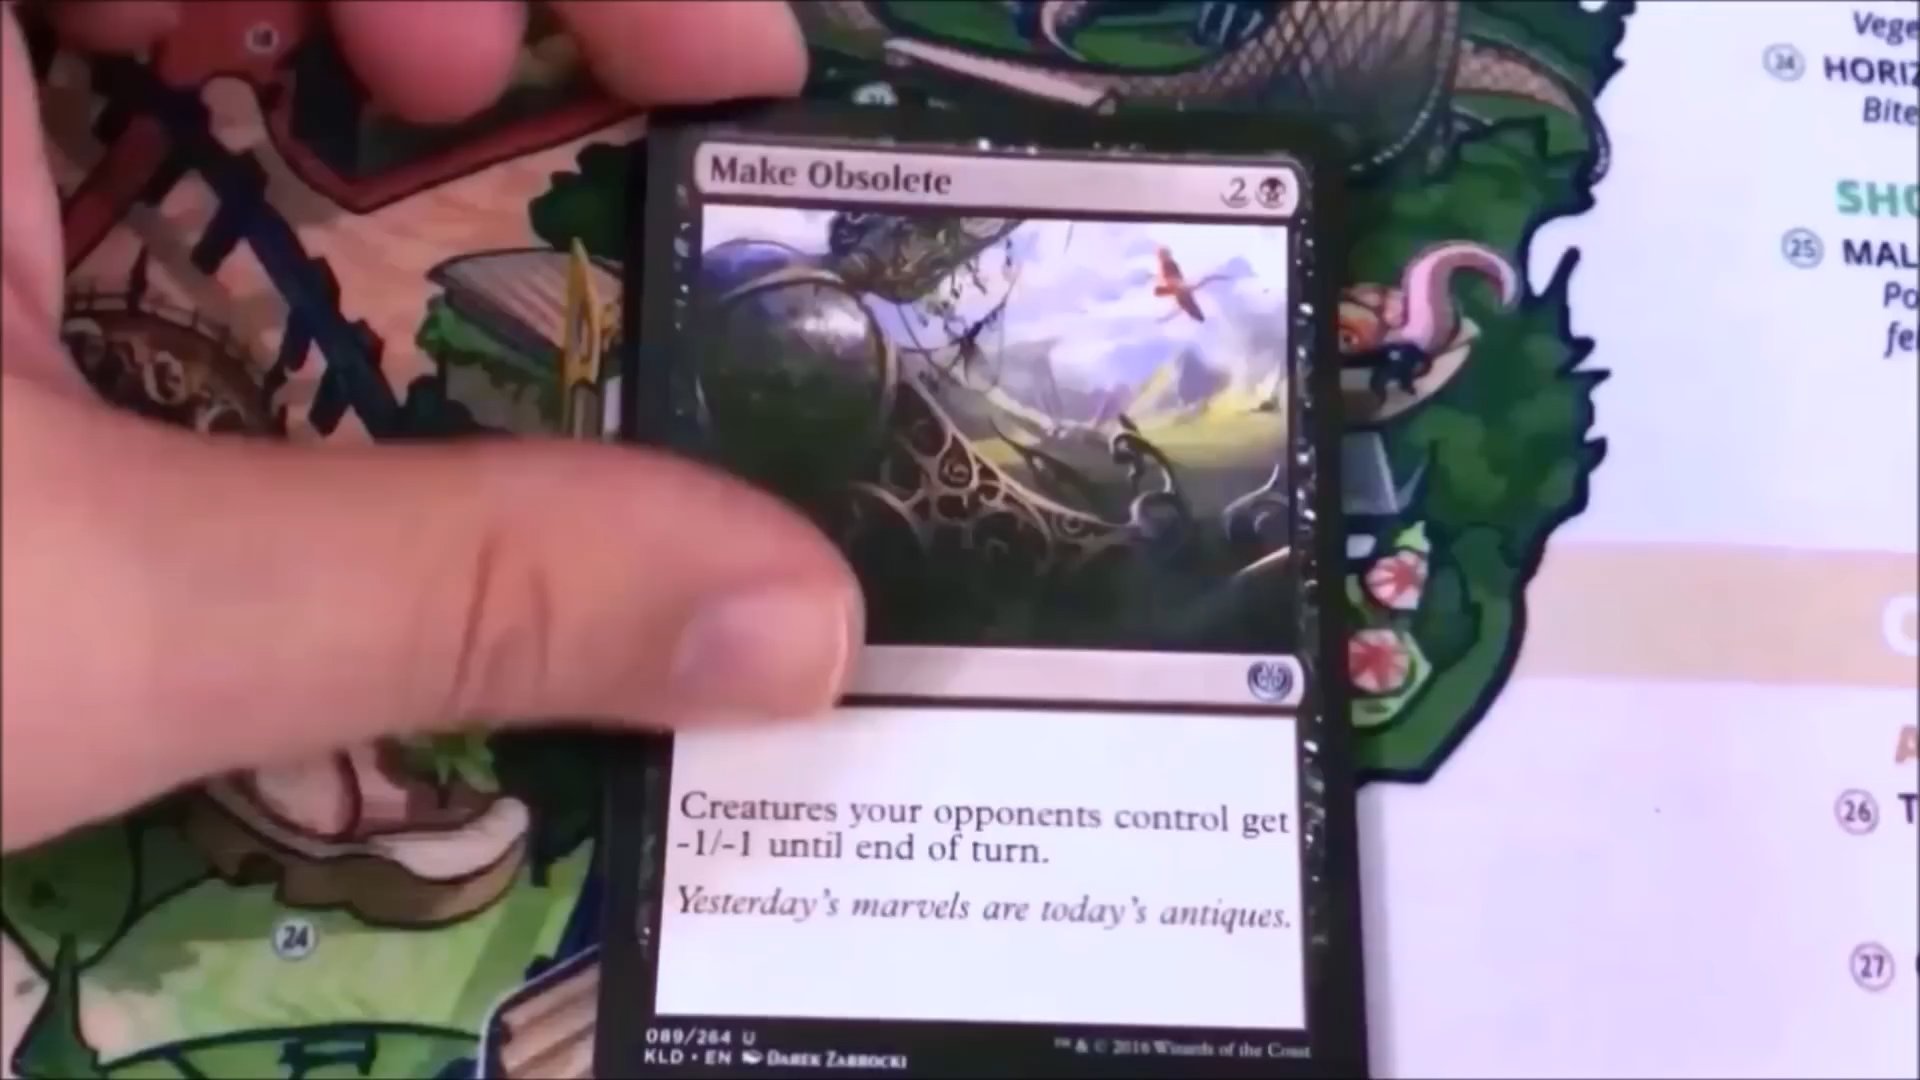 Make Obsolete
2
Creatures your opponents control get
-1/-1 until end of turn.
Yesterday's marvels are today's antiques.
089/264 U
KLD • EN DAREK ZABROCKI
™ & © 2016 Wizards of the Coast
18
24
Vege
24 HORIZ
Bite
SHO
25 MAL
Po
fe
26 T
27